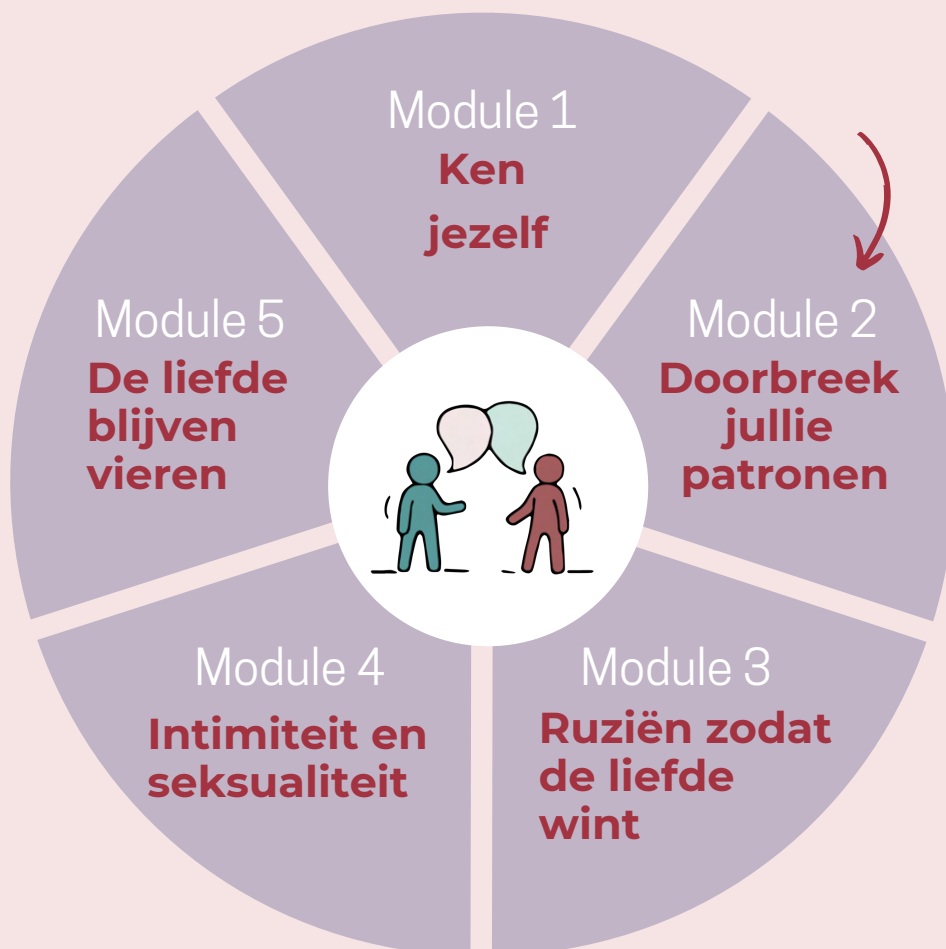 Module 1
Ken
jezelf
Module 2
Doorbreek
jullie
patronen
Module 3
Ruziën zodat
de liefde
wint
Module 4
Intimiteit en
seksualiteit
Module 5
De liefde
blijven
vieren